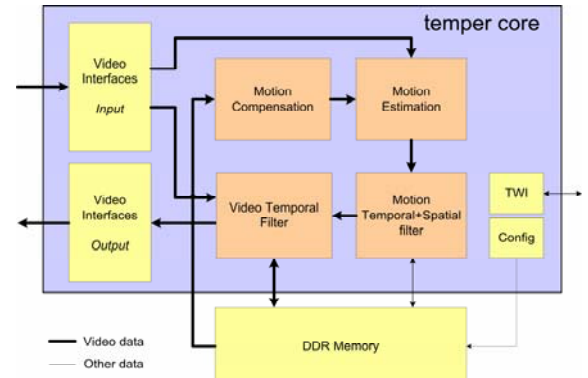 temper core
Video
Interfaces
Input
Motion
Compensation
Motion
Estimation
Video
Interfaces
Output
Video Temporal
Filter
Motion
Temporal+Spatial
filter
TWI
Config
DDR Memory
Video data
Other data